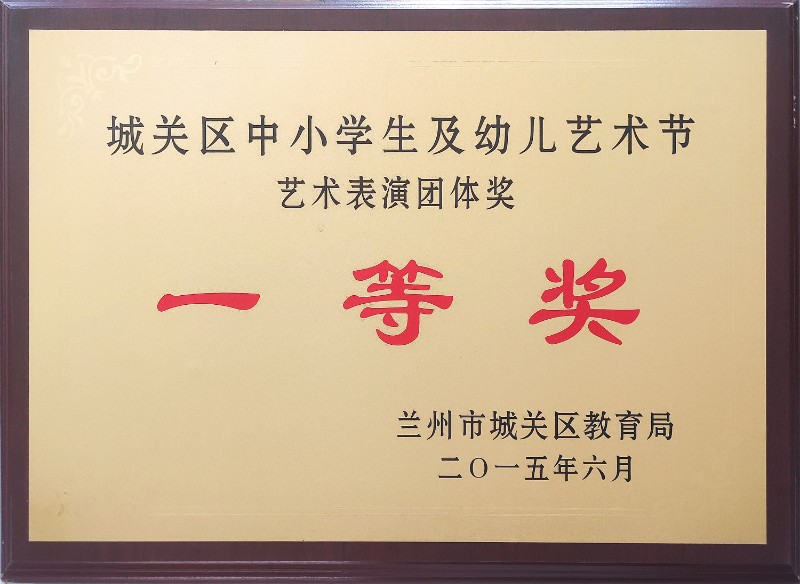 城关区中小学生及幼儿艺术节
艺术表演团体奖
一等奖
兰州市城关区教育局
二〇一五年六月